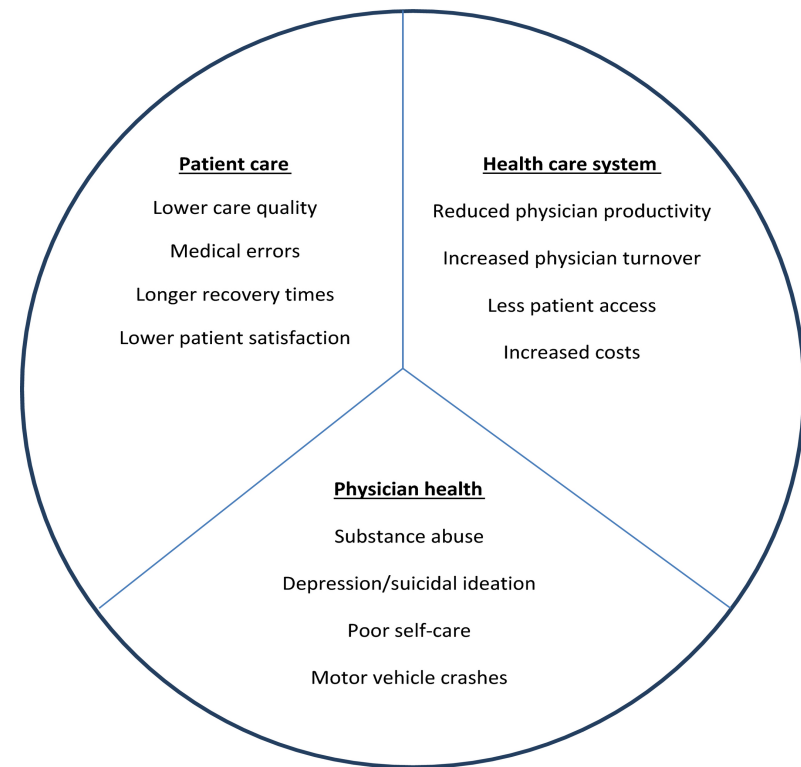 Patient care
Lower care quality
Medical errors
Longer recovery times
Lower patient satisfaction
Health care system
Reduced physician productivity
Increased physician turnover
Less patient access
Increased costs
Physician health
Substance abuse
Depression/suicidal ideation
Poor self-care
Motor vehicle crashes